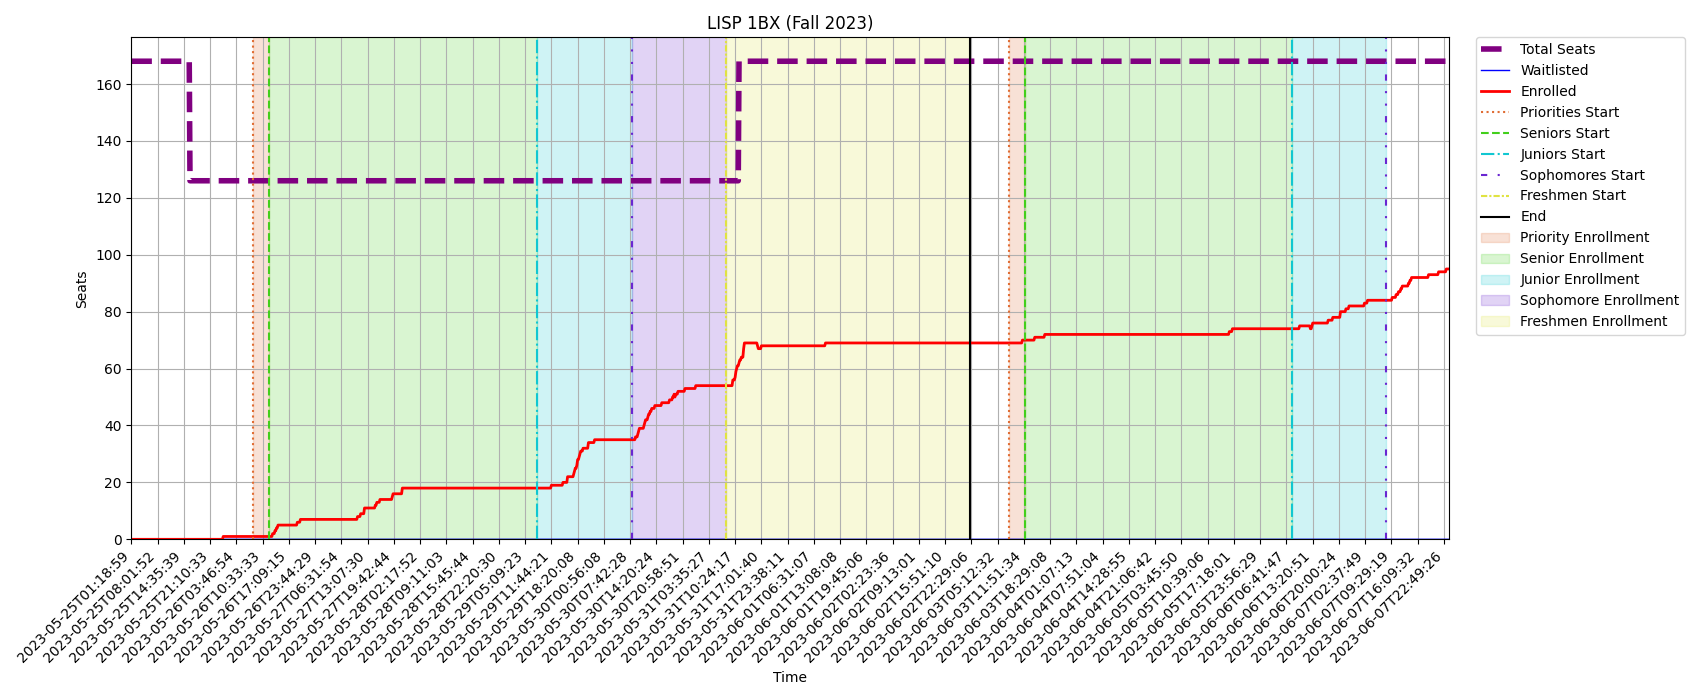 LISP 1BX (Fall 2023)
Seats
160
140
120
100
80
60
40
20
0
2023-05-25T01:18:59
2023-05-25T08:01:52
2023-05-25T14:35:39
2023-05-25T21:10:33
2023-05-26T03:46:54
2023-05-26T10:33:33
2023-05-26T17:09:15
2023-05-26T23:44:29
2023-05-27T06:31:54
2023-05-27T13:07:30
2023-05-27T19:42:44
2023-05-28T02:17:52
2023-05-28T09:11:03
2023-05-28T15:45:44
2023-05-28T22:20:30
2023-05-29T05:09:23
2023-05-29T11:44:21
2023-05-29T18:20:08
2023-05-30T00:56:08
2023-05-30T07:42:28
2023-05-30T14:20:24
2023-05-30T20:58:51
2023-05-31T03:35:27
2023-05-31T10:24:17
2023-05-31T17:01:40
2023-05-31T23:38:11
2023-06-01T06:31:07
2023-06-01T13:08:08
2023-06-01T19:45:06
2023-06-02T02:23:36
2023-06-02T09:13:01
2023-06-02T15:51:10
2023-06-02T22:29:06
2023-06-03T05:12:32
2023-06-03T11:51:34
2023-06-03T18:29:08
2023-06-04T01:07:13
2023-06-04T07:51:04
2023-06-04T14:28:55
2023-06-04T21:06:42
2023-06-05T03:45:50
2023-06-05T10:39:06
2023-06-05T17:18:01
2023-06-05T23:56:29
2023-06-06T06:41:47
2023-06-06T13:20:51
2023-06-06T20:00:24
2023-06-07T02:37:49
2023-06-07T09:29:19
2023-06-07T16:09:32
2023-06-07T22:49:26
Time
Total Seats
Waitlisted
Enrolled
Priorities Start
Seniors Start
Juniors Start
Sophomores Start
Freshmen Start
End
Priority Enrollment
Senior Enrollment
Junior Enrollment
Sophomore Enrollment
Freshmen Enrollment